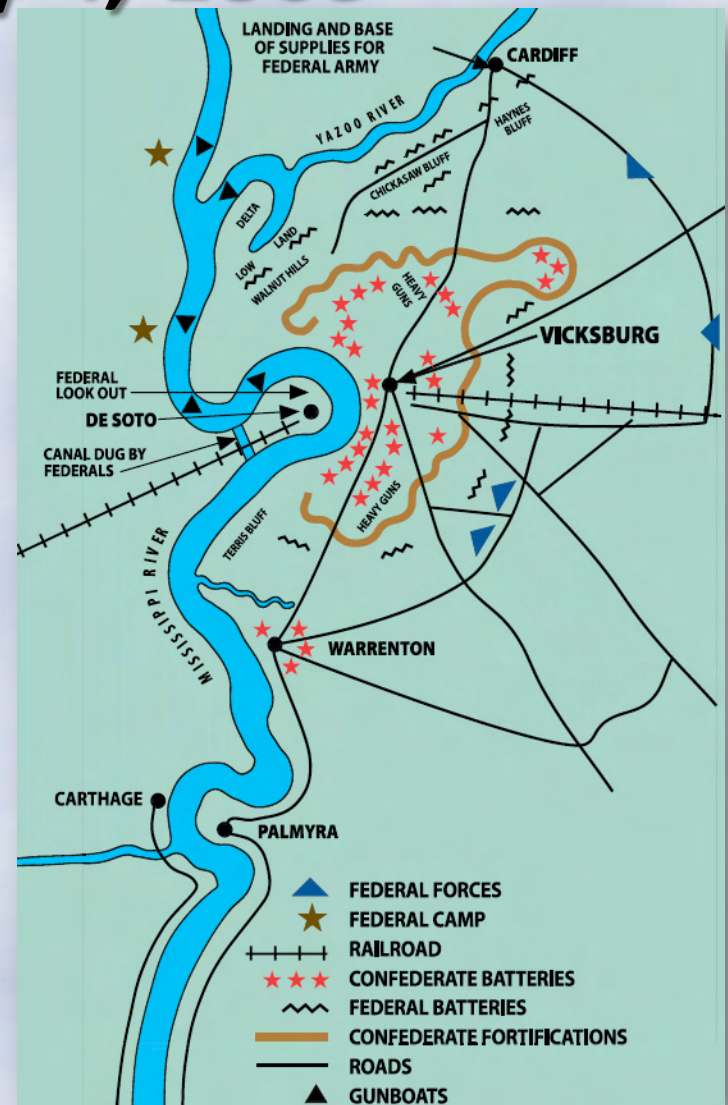 LANDING AND BASE
OF SUPPLIES FOR
FEDERAL ARMY
CARDIFF
YAZOO RIVER
HAYNES
BLUFF
CHICKASAW BLUFF
DELTA
LAND
LOW
WALNUT HILLS
HEAVY
GUNS
VICKSBURG
FEDERAL
LOOK OUT
DE SOTO
CANAL DUG BY
FEDERALS
HEAVY GUNS
TERRIS BLUFF
MISSISSIPPI RIVER
WARRENTON
CARTHAGE
PALMYRA
FEDERAL FORCES
FEDERAL CAMP
RAILROAD
CONFEDERATE BATTERIES
FEDERAL BATTERIES
CONFEDERATE FORTIFICATIONS
ROADS
GUNBOATS